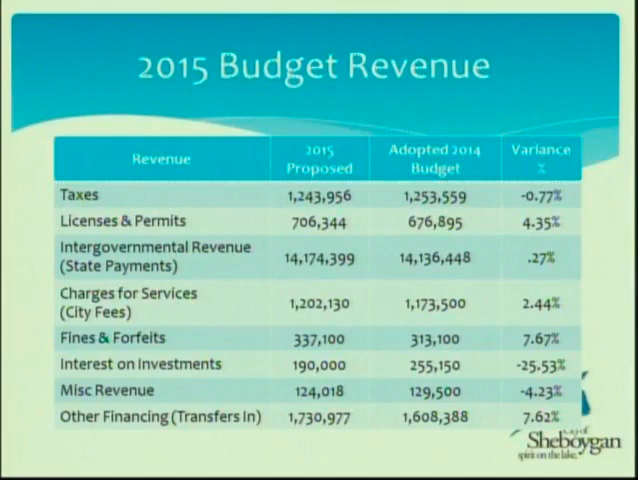 2015 Budget Revenue
Revenue 2015 Proposed Adopted 2014 Budget Variance %
Taxes 1,243,956 1,253,559 -0.77%
Licenses & Permits 706,344 676,895 4.35%
Intergovernmental Revenue (State Payments) 14,174,399 14,136,448 .27%
Charges for Services (City Fees) 1,202,130 1,173,500 2.44%
Fines & Forfeits 337,100 313,100 7.67%
Interest on Investments 190,000 255,150 -25.53%
Misc Revenue 124,018 129,500 -4.23%
Other Financing (Transfers In) 1,730,977 1,608,388 7.62%
City of
Sheboygan
spirit on the lake